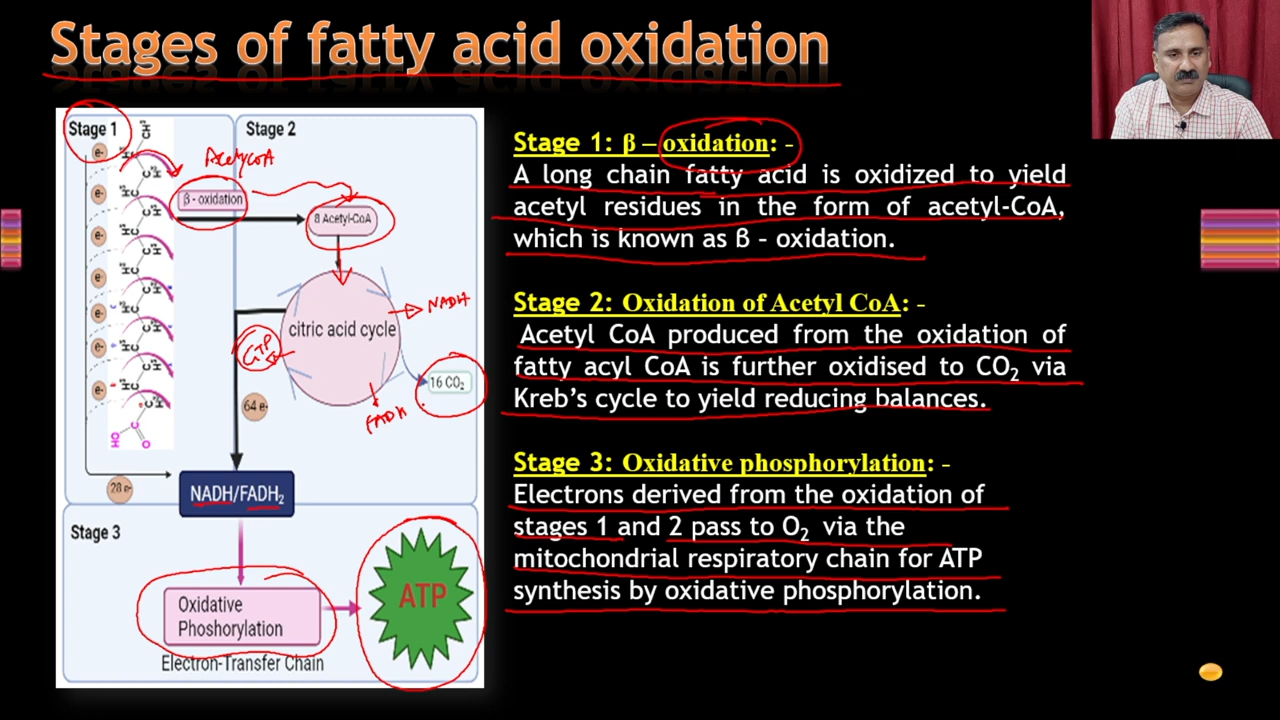 Stages of fatty acid oxidation
Stage 1
Stage 2
AcetylCoA
β - oxidation
8 Acetyl-CoA
citric acid cycle
NADH
GTP
FADH
16 CO₂
64 e-
e-
e-
e-
e-
e-
e-
e-
HO
O
28 e-
NADH/FADH₂
Stage 3
Oxidative
Phoshorylation
ATP
Electron-Transfer Chain
Stage 1: β – oxidation: -
A long chain fatty acid is oxidized to yield
acetyl residues in the form of acetyl-CoA,
which is known as ß - oxidation.
Stage 2: Oxidation of Acetyl CoA: -
Acetyl CoA produced from the oxidation of
fatty acyl CoA is further oxidised to CO₂ via
Kreb’s cycle to yield reducing balances.
Stage 3: Oxidative phosphorylation: -
Electrons derived from the oxidation of
stages 1 and 2 pass to O₂ via the
mitochondrial respiratory chain for ATP
synthesis by oxidative phosphorylation.